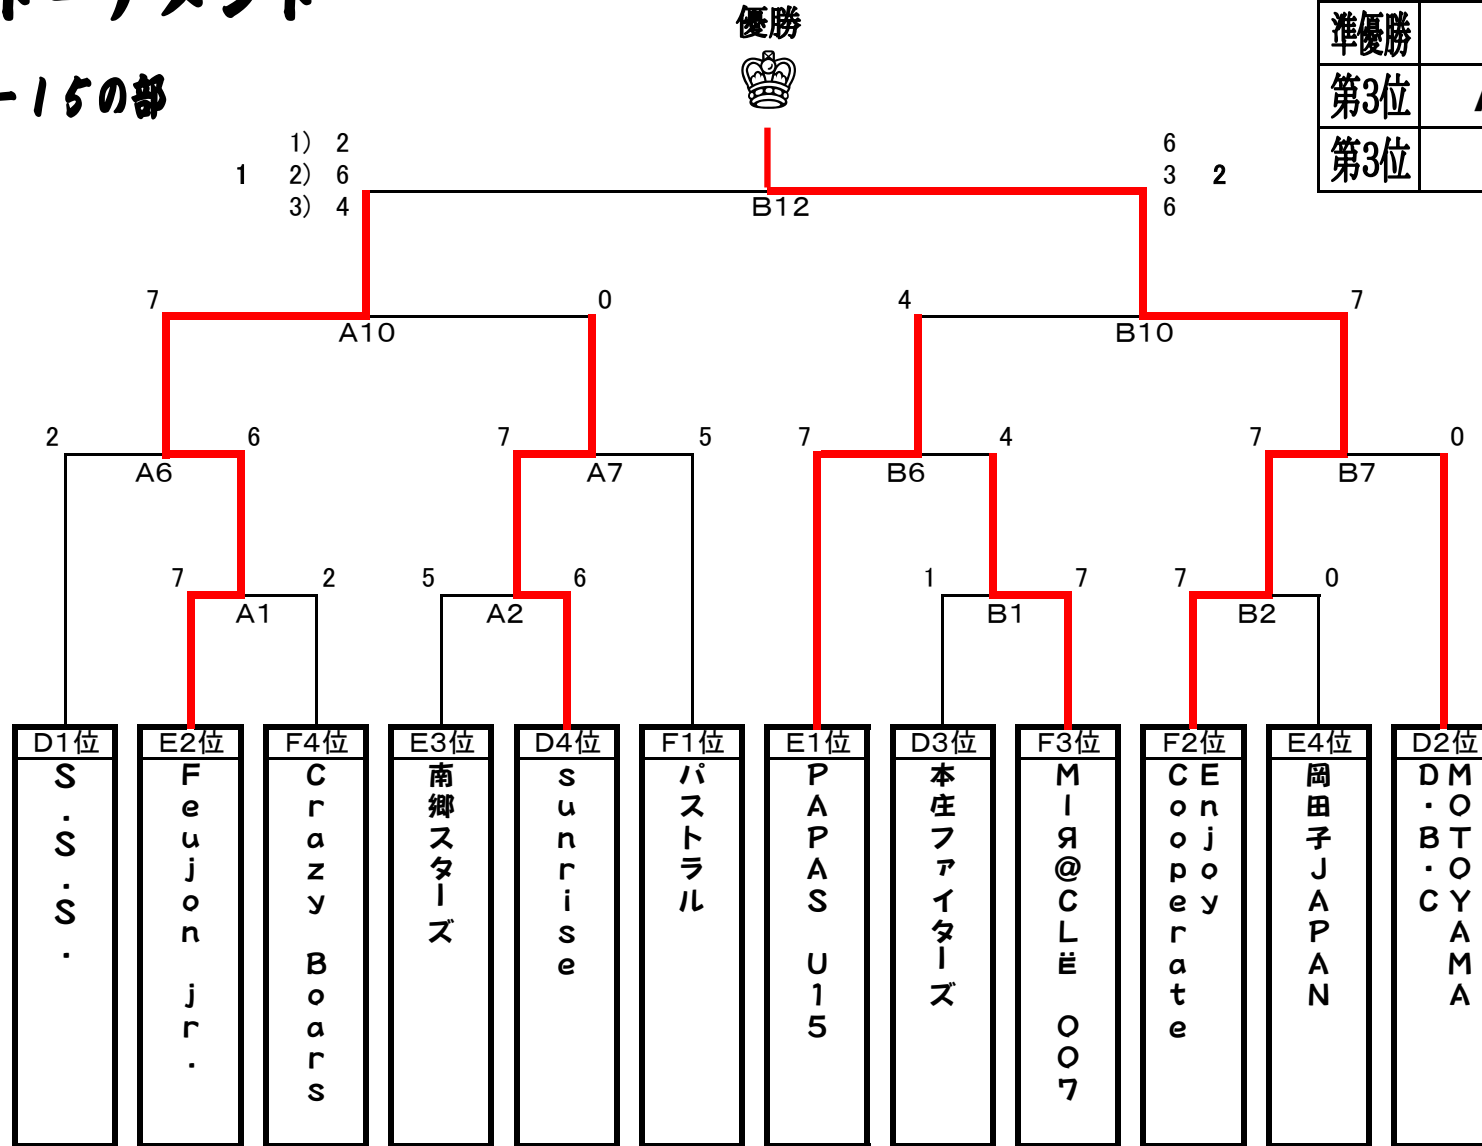 トーナメント
優勝
準優勝
-15の部
第3位
第3位
1) 2
6
1 2) 6
3 2
3) 4
6
B12
7 0 4 7
A10 B10
2 6 7 5 7 4 7 0
A6 A7 B6 B7
7 2 5 6 1 7 7 0
A1 A2 B1 B2
D1位 E2位 F4位 E3位 D4位 F1位 E1位 D3位 F3位 F2位 E4位 D2位
S.S.S.
Feujon jr.
Crazy Boars
南郷スターズ
sunrise
パストラル
PAPAS U15
本庄ファイターズ
MIЯ@CLË 007
Enjoy
Cooperate
岡田子JAPAN
MOTOYAMA
D・B・C